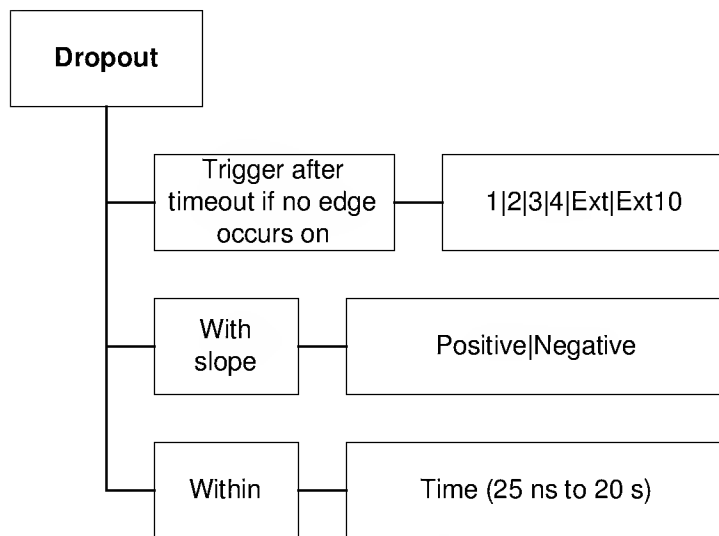 Dropout
Trigger after
timeout if no edge
occurs on
1|2|3|4|Ext|Ext10
With
slope
Positive|Negative
Within
Time (25 ns to 20 s)